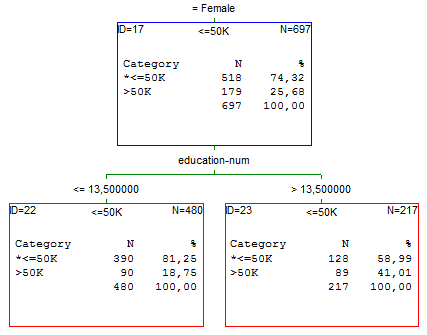 = Female
ID=17 <=50K N=697
Category N %
*<=50K 518 74,32
>50K 179 25,68
697 100,00
education-num
<= 13,500000 > 13,500000
ID=22 <=50K N=480 ID=23 <=50K N=217
Category N % Category N %
*<=50K 390 81,25 *<=50K 128 58,99
>50K 90 18,75 >50K 89 41,01
480 100,00 217 100,00